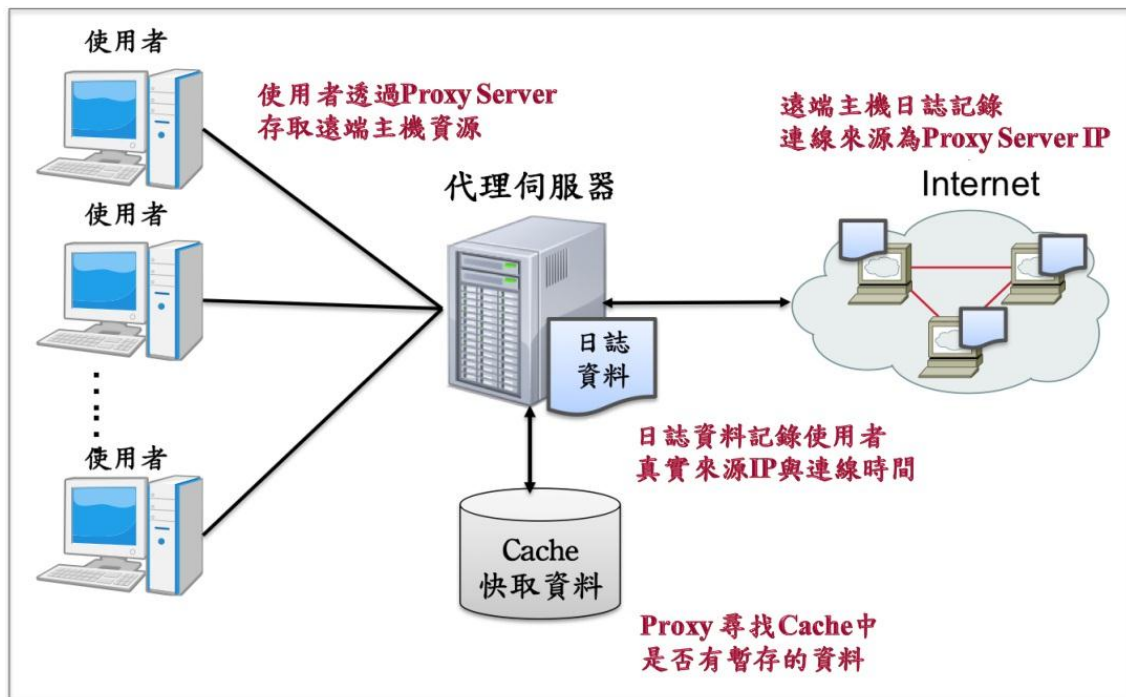 使用者
使用者透過Proxy Server
存取遠端主機資源
遠端主機日誌記錄
連線來源為Proxy Server IP
Internet
代理伺服器
使用者
日誌
資料
日誌資料記錄使用者
真實來源IP與連線時間
使用者
Cache
快取資料
Proxy 尋找Cache中
是否有暫存的資料